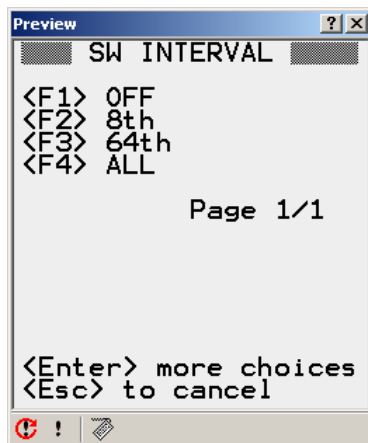 Preview
SW INTERVAL
<F1> OFF
<F2> 8th
<F3> 64th
<F4> ALL
Page 1/1
<Enter> more choices
<Esc> to cancel